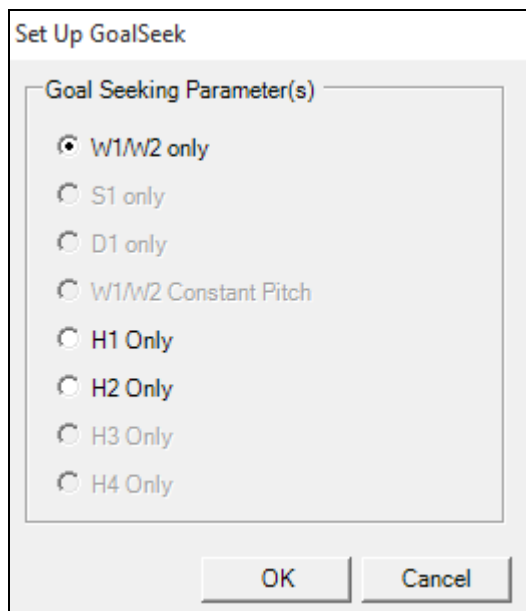 Set Up GoalSeek
Goal Seeking Parameter(s)
W1/W2 only
S1 only
D1 only
W1/W2 Constant Pitch
H1 Only
H2 Only
H3 Only
H4 Only
OK Cancel